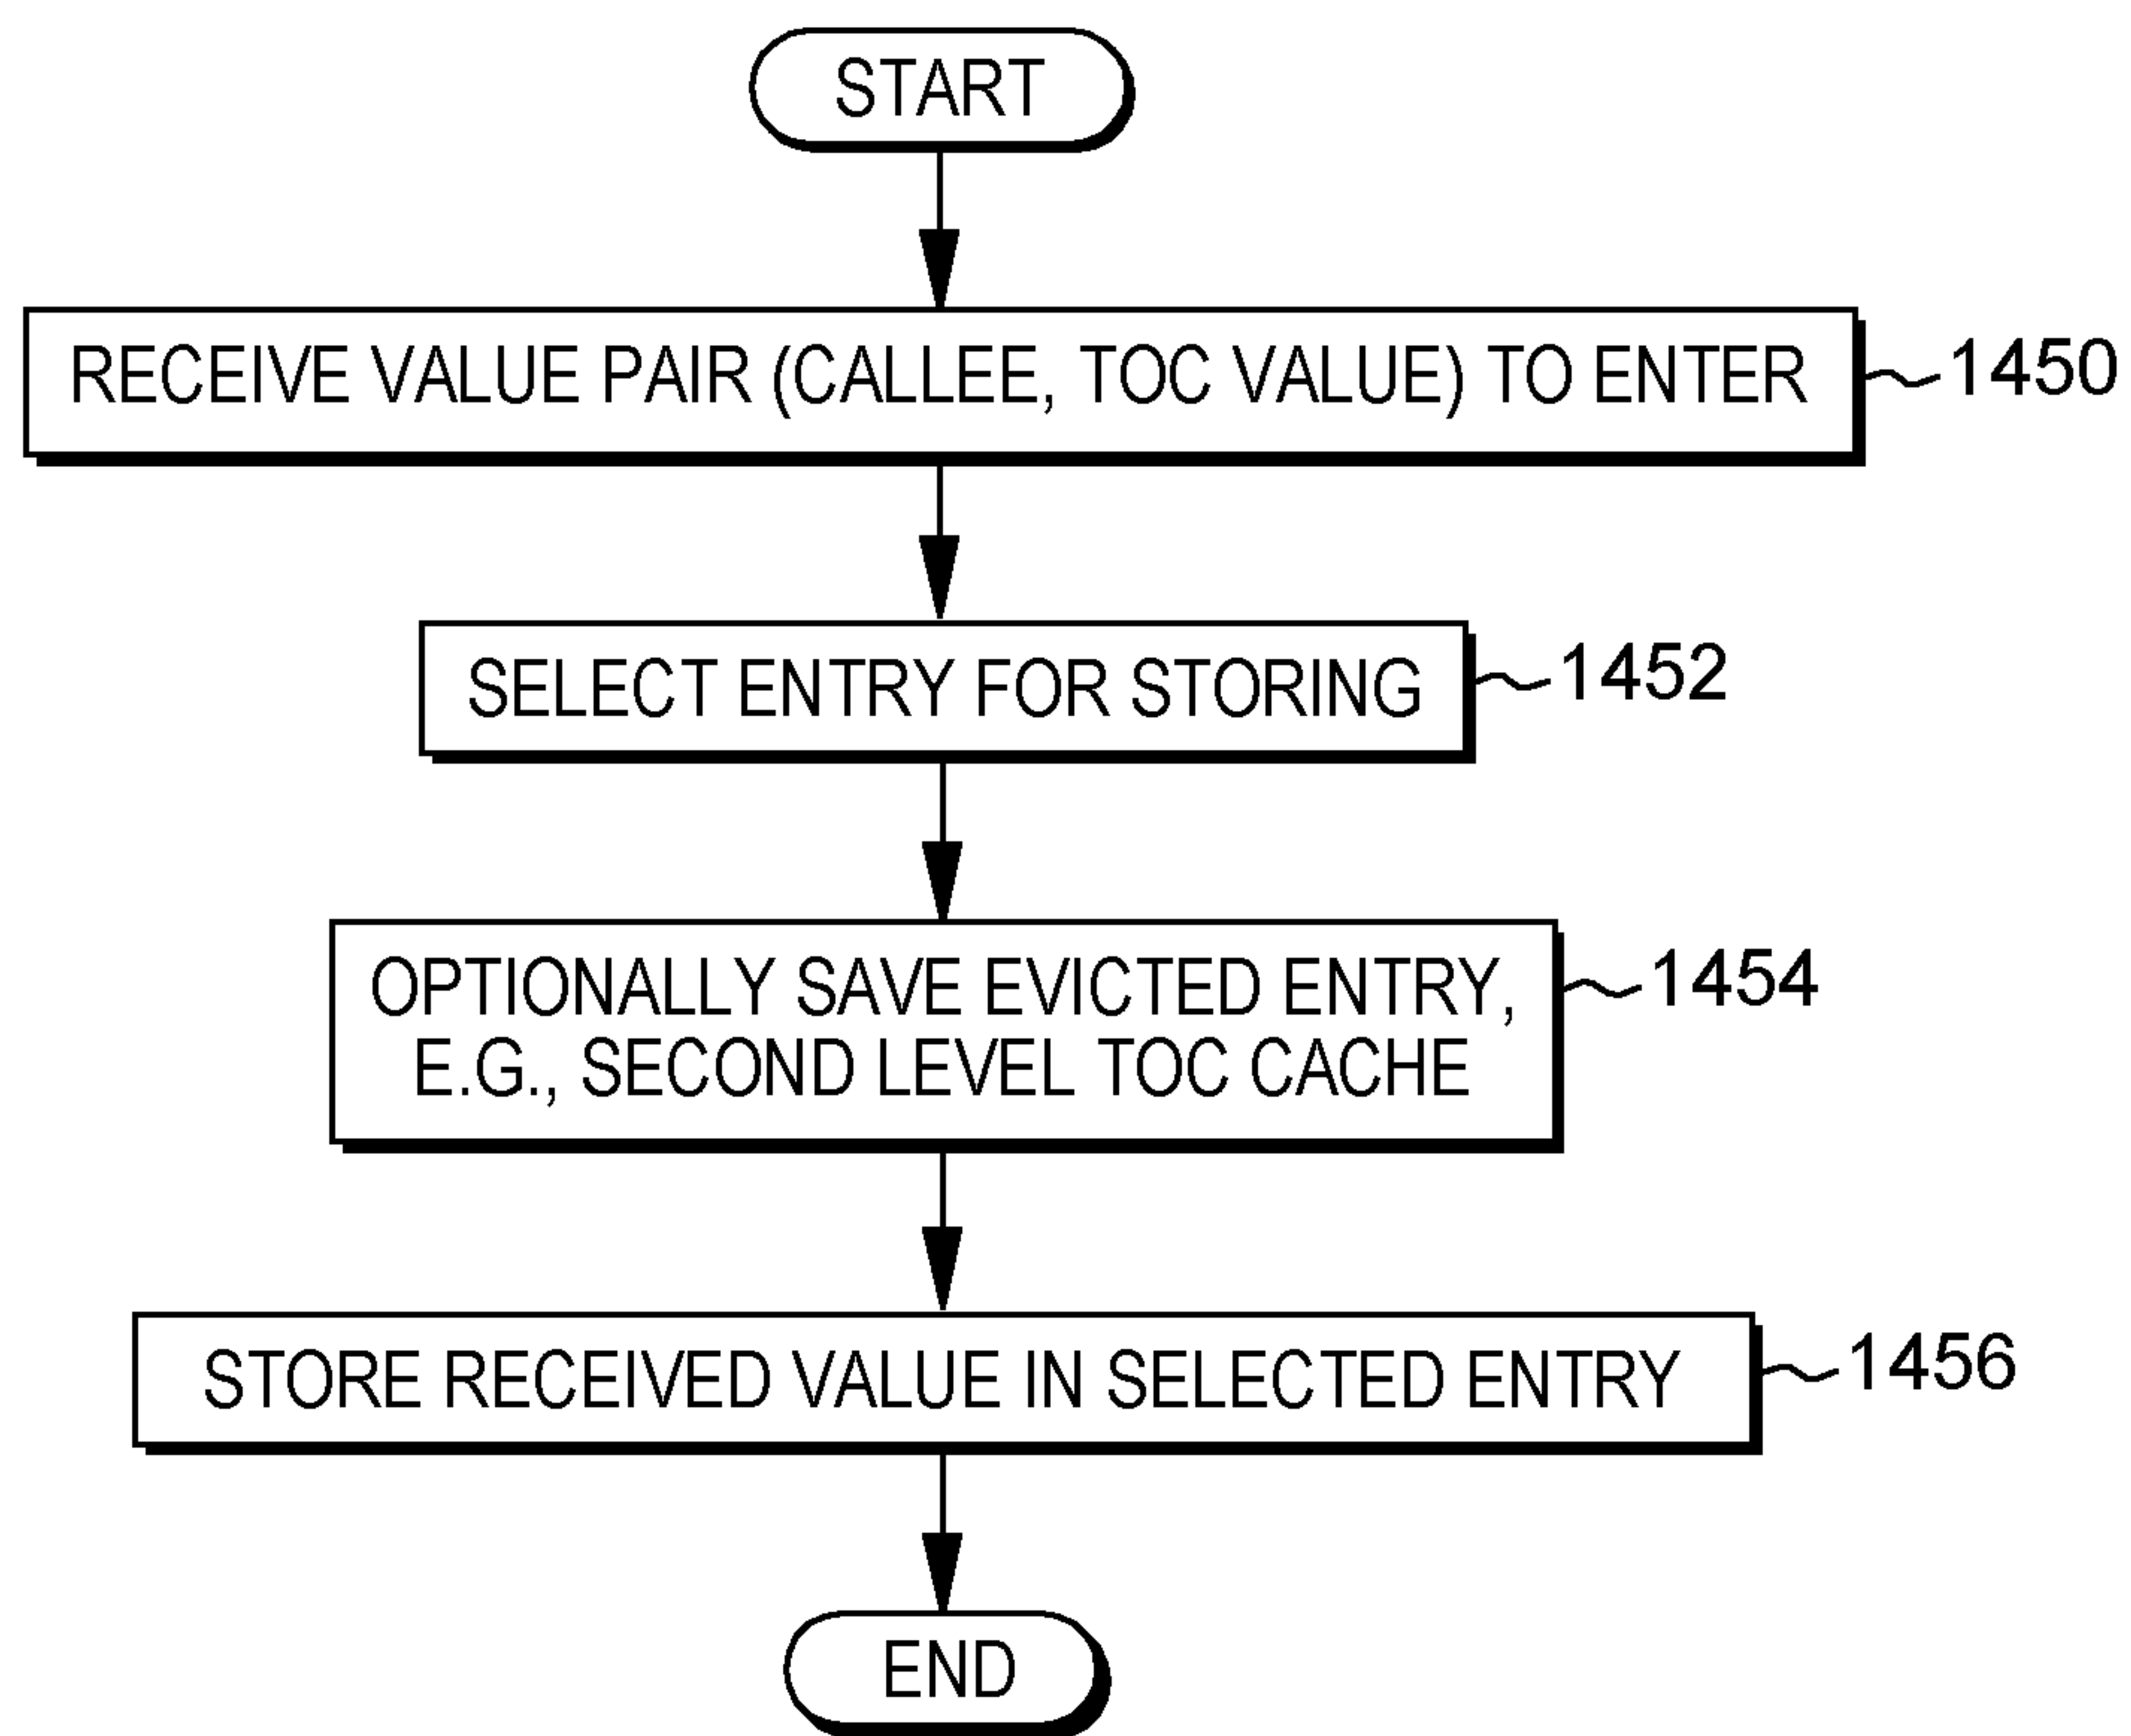 START
RECEIVE VALUE PAIR (CALLEE, TOC VALUE) TO ENTER
1450
SELECT ENTRY FOR STORING
1452
OPTIONALLY SAVE EVICTED ENTRY,
E.G., SECOND LEVEL TOC CACHE
1454
STORE RECEIVED VALUE IN SELECTED ENTRY
1456
END